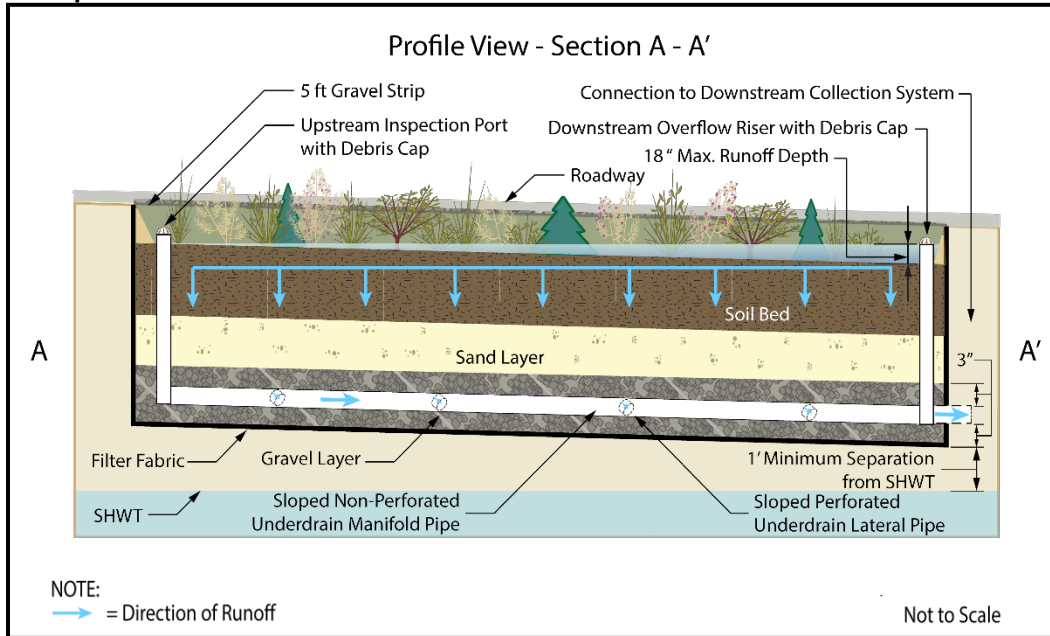 Profile View - Section A - A'
5 ft Gravel Strip
Connection to Downstream Collection System
Upstream Inspection Port
with Debris Cap
Downstream Overflow Riser with Debris Cap
18" Max. Runoff Depth
Roadway
Soil Bed
A
Sand Layer
3"
A'
Filter Fabric
Gravel Layer
1' Minimum Separation
from SHWT
SHWT
Sloped Non-Perforated
Underdrain Manifold Pipe
Sloped Perforated
Underdrain Lateral Pipe
NOTE:
= Direction of Runoff
Not to Scale